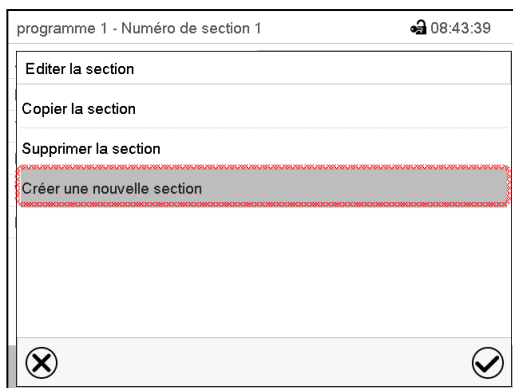 programme 1 - Numéro de section 1 08:43:39
Editer la section
Copier la section
Supprimer la section
Créer une nouvelle section